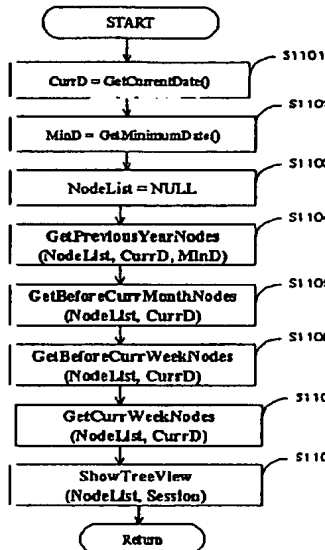 START
S1101
CurrD = GetCurrentDate()
MinD = GetMinimumDate()
NodeList = NULL
GetPreviousYearNodes
(NodeList, CurrD, MinD)
GetBeforeCurrMonthNodes
(NodeList, CurrD)
GetBeforeCurrWeekNodes
(NodeList, CurrD)
GetCurrWeekNodes
(NodeList, CurrD)
ShowTreeView
(NodeList, Session)
Return